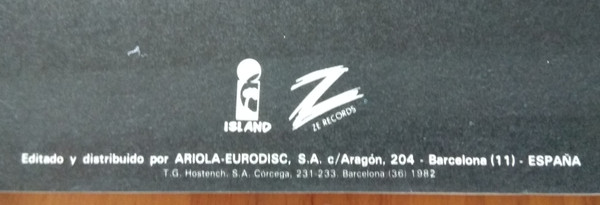 ISLAND
ZE RECORDS
Editado y distribuido por ARIOLA-EURODISC, S.A. c/Aragón, 204 - Barcelona (11) - ESPAÑA
T.G. Hostench, S.A. Córcega, 231-233. Barcelona (36) 1982